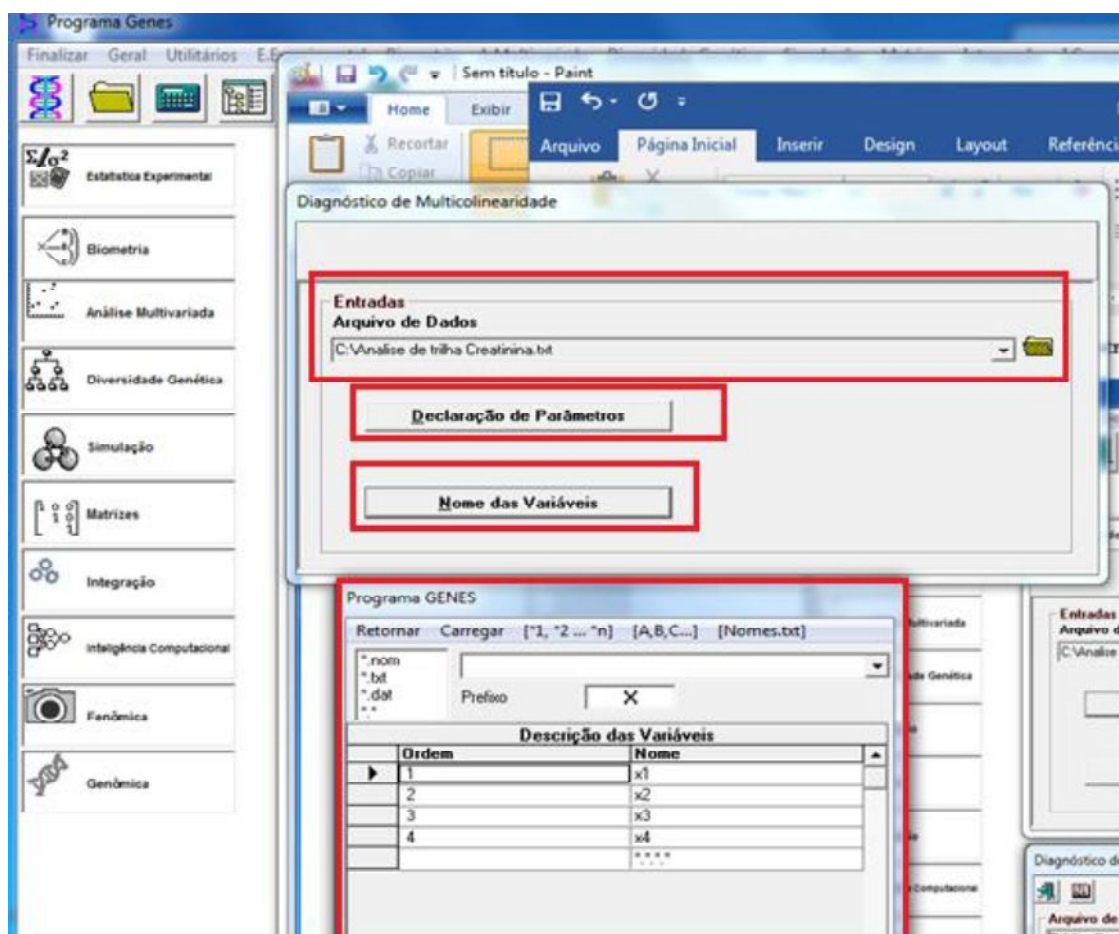 Programa Genes
Finalizar Geral Utilitários
Sem título - Paint
Home Exibir
Recortar
Copiar
Arquivo Página Inicial Inserir Design Layout
Σ/σ²
Estatistica Experimental
Biometria
Análise Multivariada
Diversidade Genética
Simulação
Matrizes
Integração
Inteligência Computacional
Fenômica
Genômica
Diagnóstico de Multicolinearidade
Entradas
Arquivo de Dados
C:\Analise de trilha Creatinina.txt
Declaração de Parâmetros
Nome das Variáveis
Programa GENES
Retornar Carregar ["1, "2 ... "n] [A,B,C...] [Nomes.txt]
*.nom
*.txt
*.dat
*.*
Prefixo X
Descrição das Variáveis
Ordem Nome
1 x1
2 x2
3 x3
4 x4
****
Entradas
Arquivo d
C:\Analise
Diagnóstico d
Arquivo de